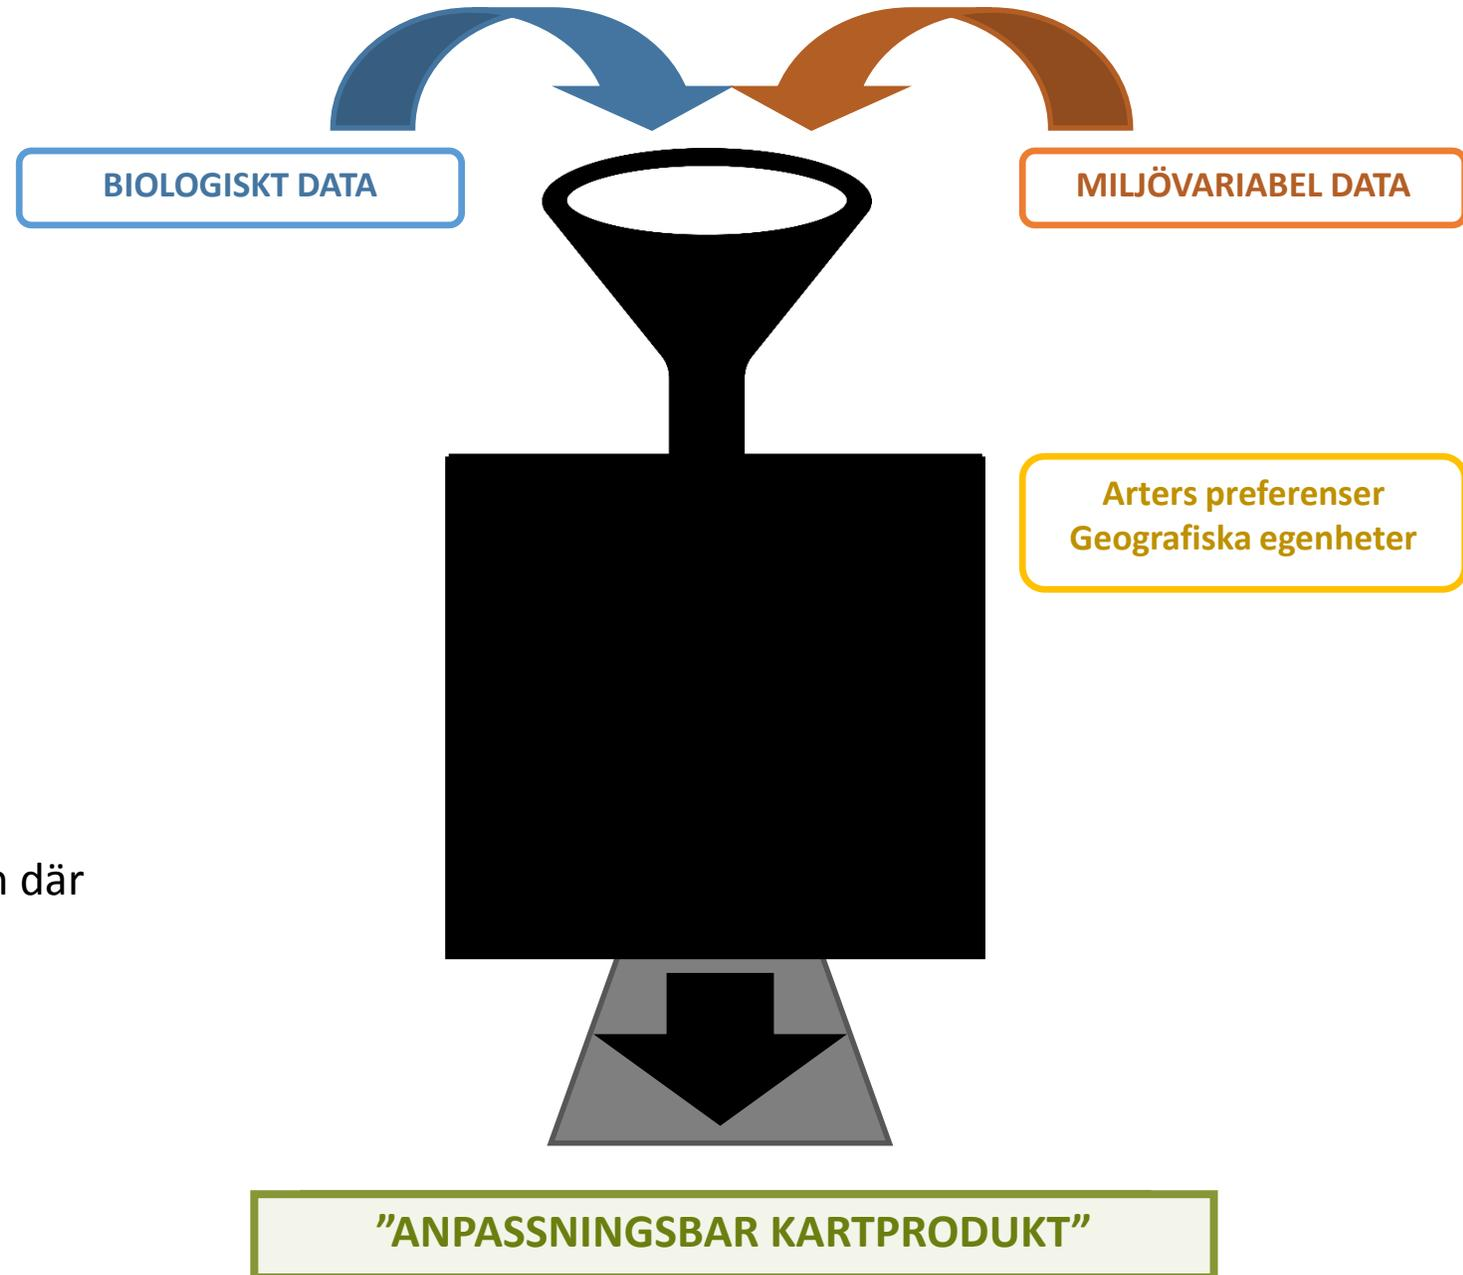 BIOLOGISKT DATA
MILJÖVARIABEL DATA
Arters preferenser
Geografiska egenheter
där
”ANPASSNINGSBAR KARTPRODUKT”